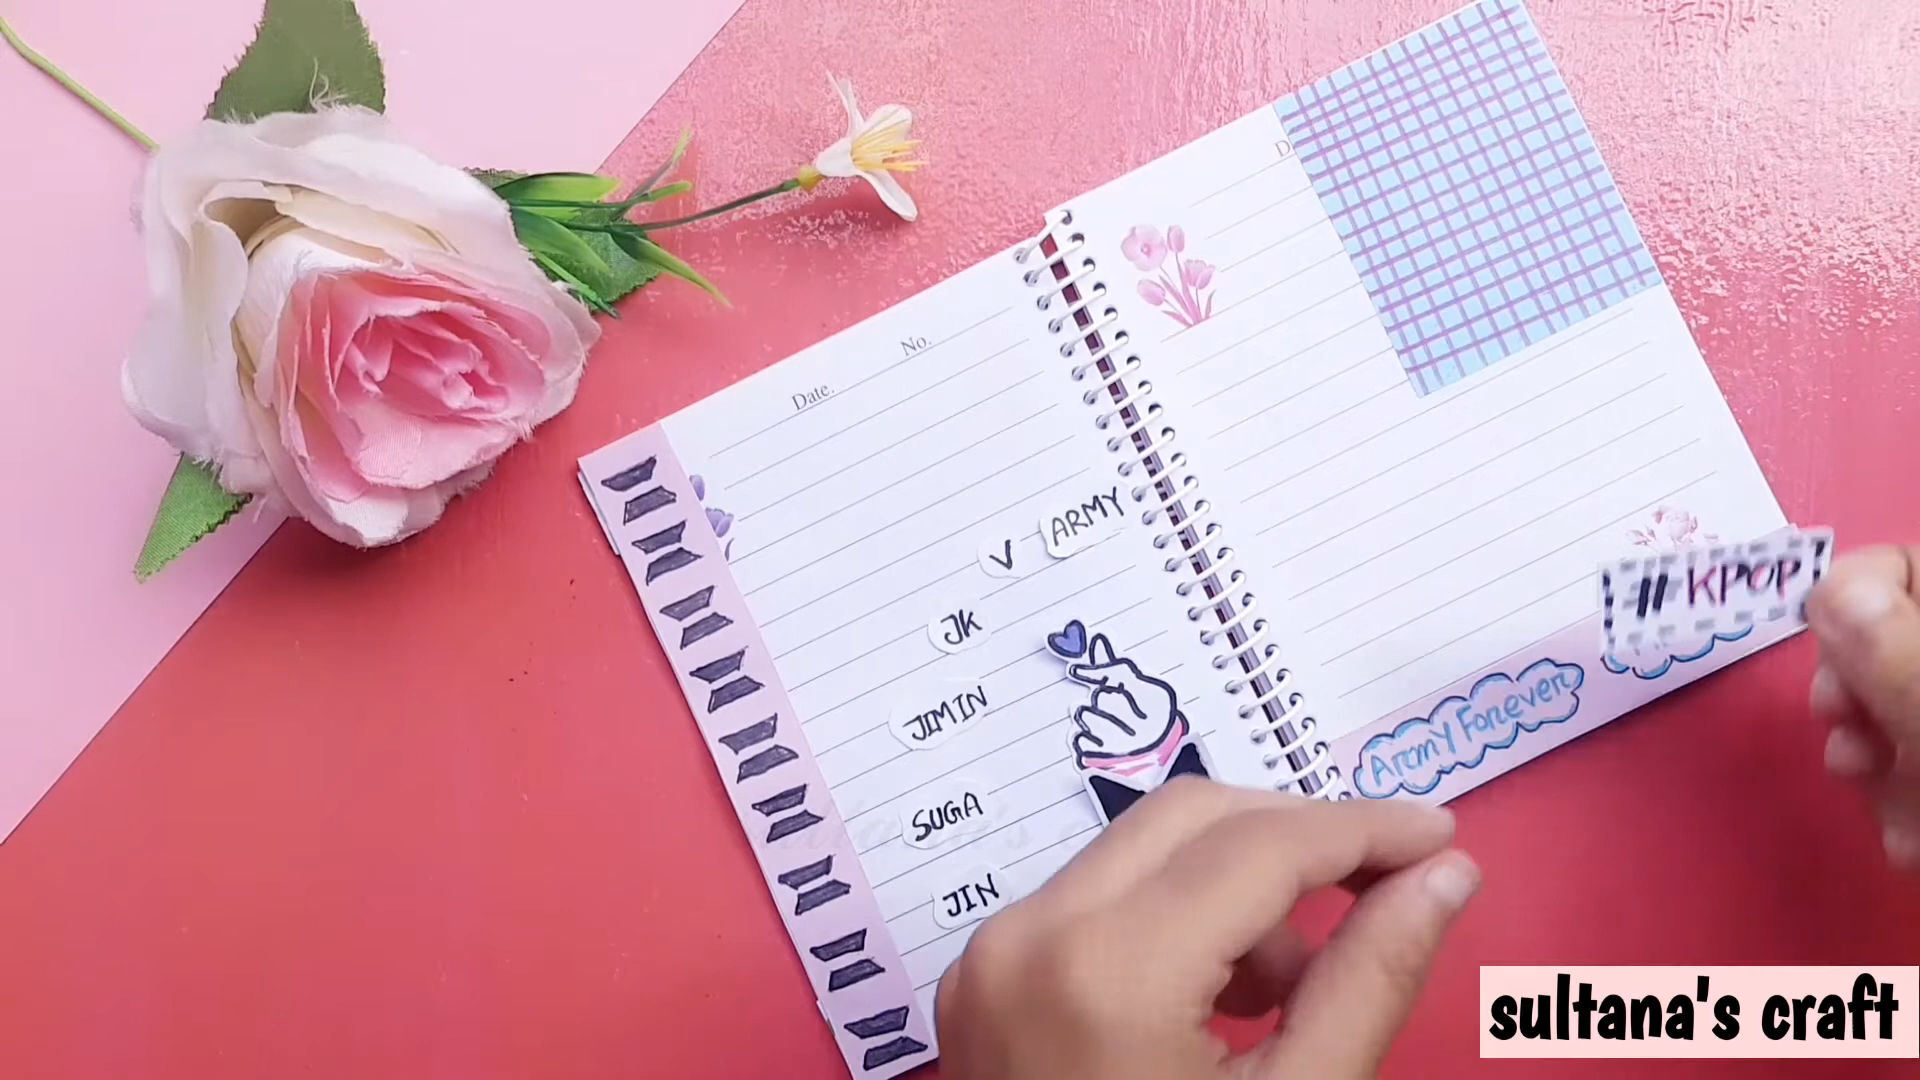 No.
Date.
ARMY
V
JK
JIMIN
SUGA
JIN
#KPOP
Army Forever
sultana's craft